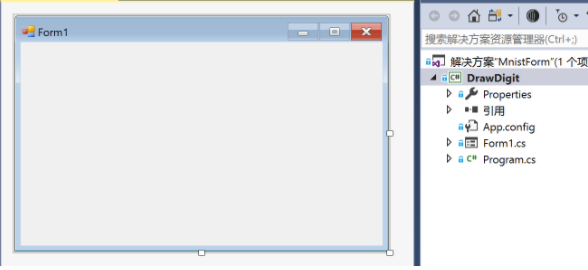 Form1
搜索解决方案资源管理器(Ctrl+;)
解决方案"MnistForm"(1 个项
C# DrawDigit
Properties
引用
App.config
Form1.cs
C# Program.cs